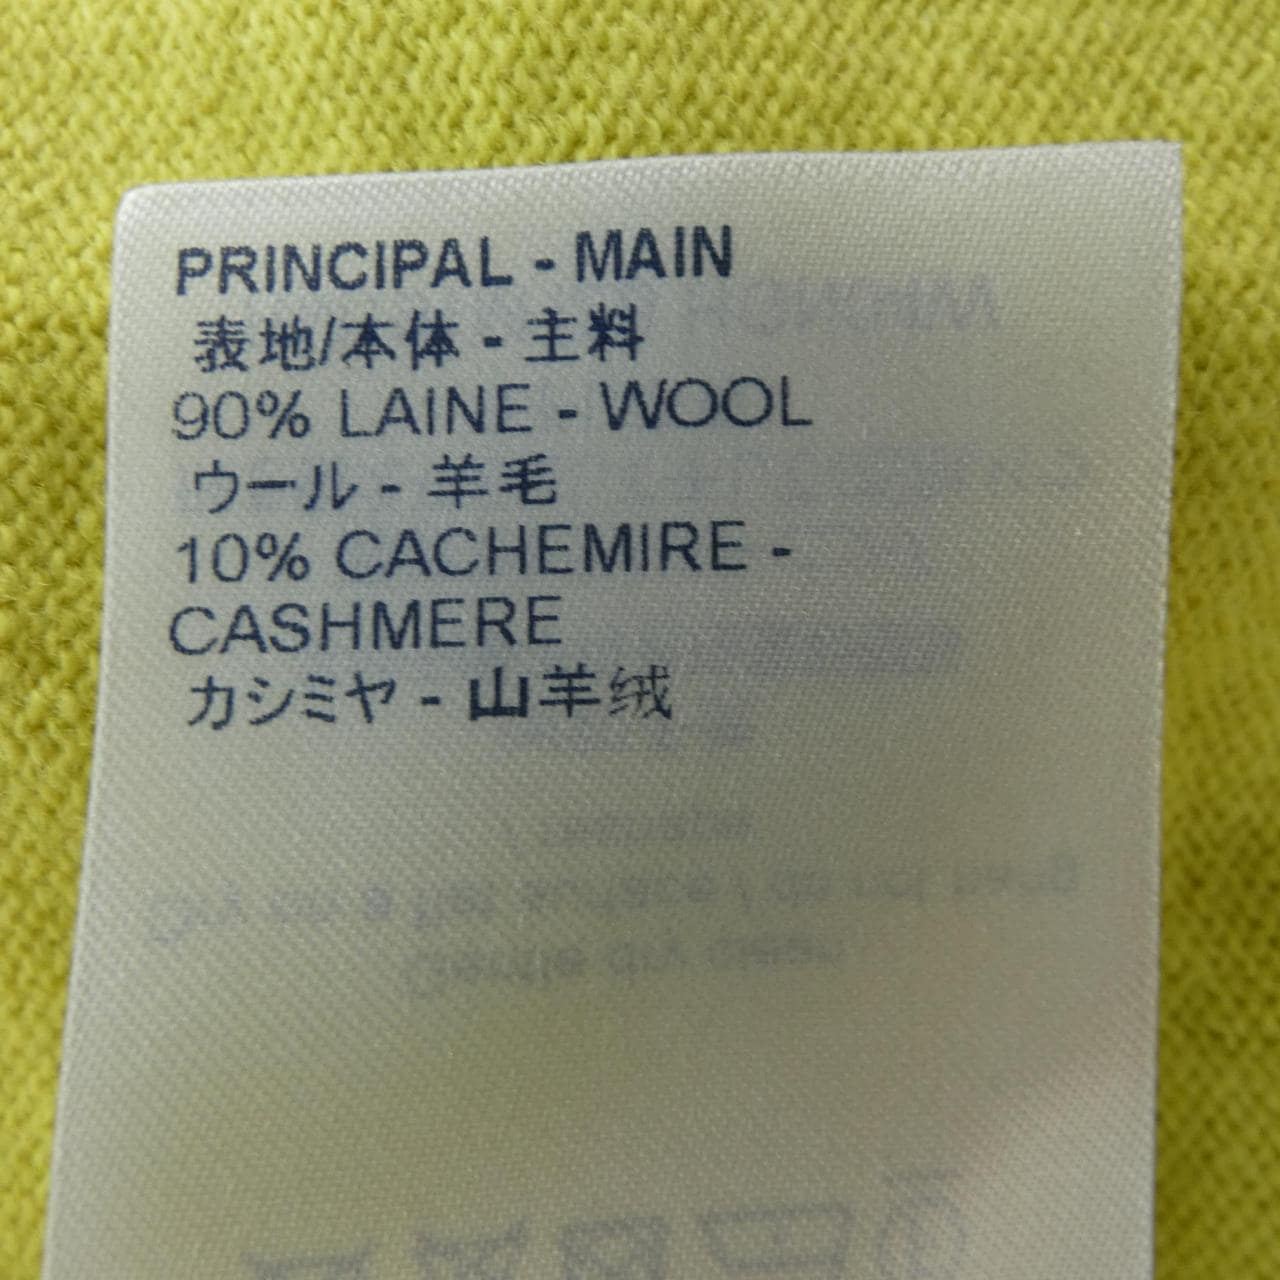 PRINCIPAL - MAIN
表地/本体 - 主料
90% LAINE - WOOL
ウール - 羊毛
10% CACHEMIRE -
CASHMERE
カシミヤ - 山羊绒